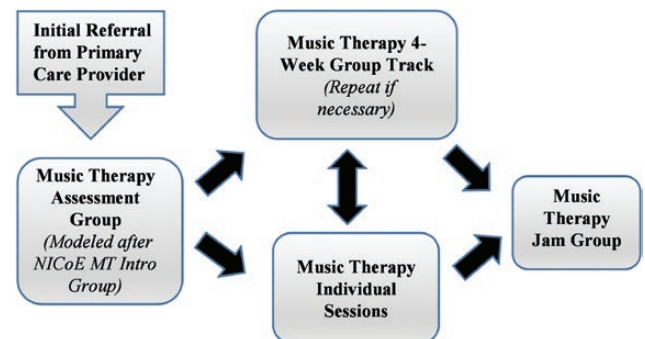 Initial Referral
from Primary
Care Provider
Music Therapy 4-
Week Group Track
(Repeat if
necessary)
Music Therapy
Assessment
Group
(Modeled after
NICoE MT Intro
Group)
Music Therapy
Individual
Sessions
Music
Therapy
Jam Group